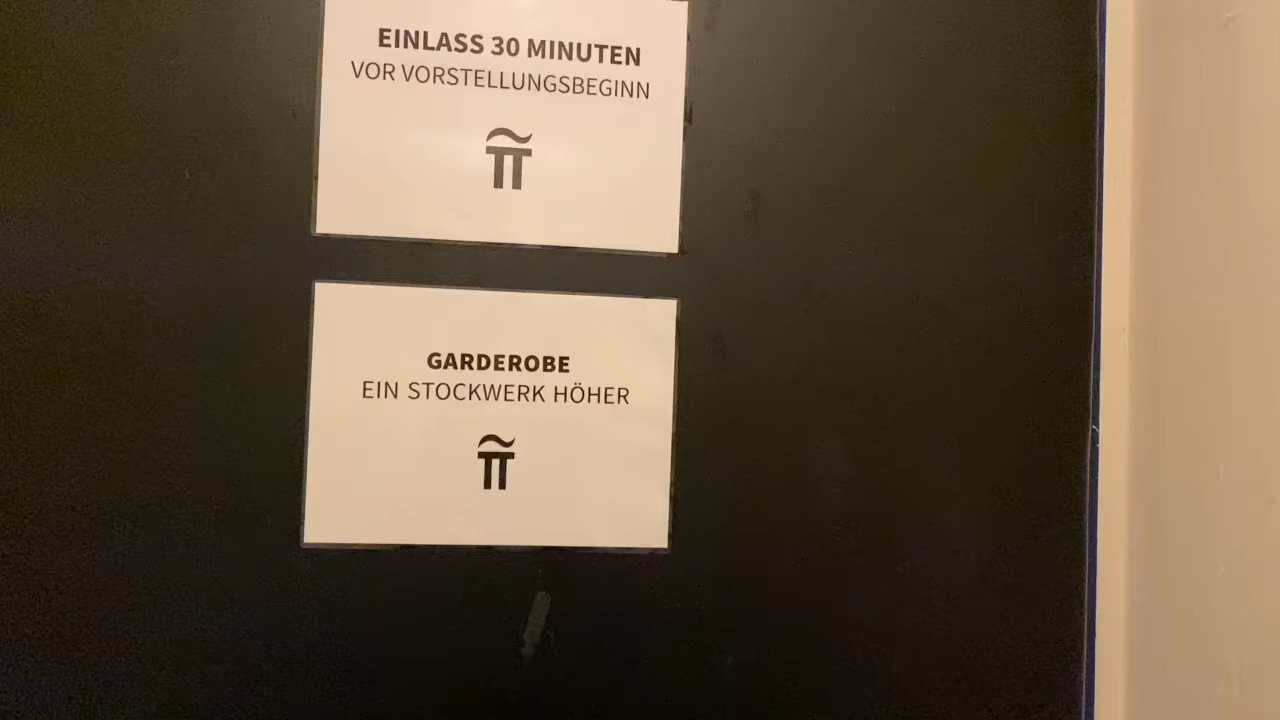 EINLASS 30 MINUTEN
VOR VORSTELLUNGSBEGINN
GARDEROBE
EIN STOCKWERK HÖHER